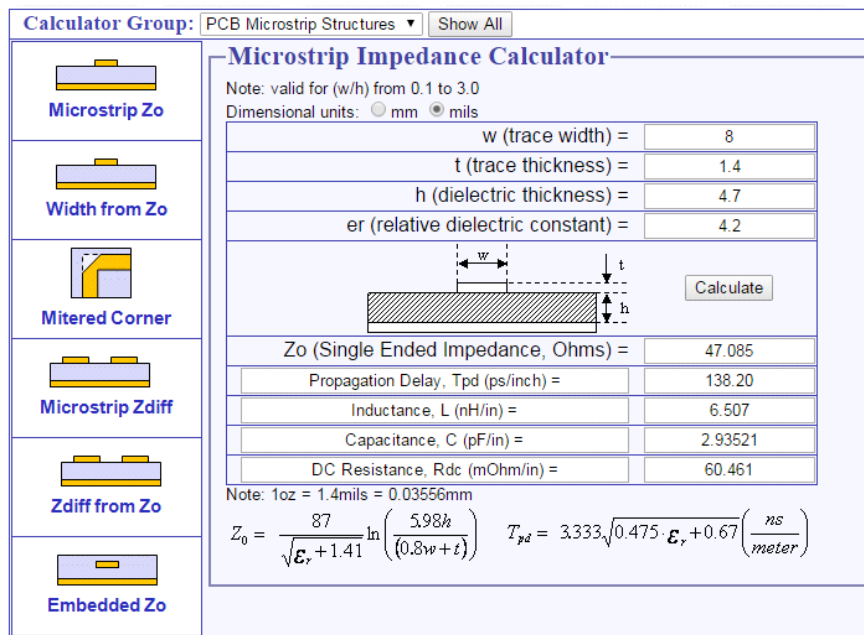 Calculator Group: PCB Microstrip Structures ▼ Show All
Microstrip Zo
Width from Zo
Mitered Corner
Microstrip Zdiff
Zdiff from Zo
Embedded Zo
Microstrip Impedance Calculator
Note: valid for (w/h) from 0.1 to 3.0
Dimensional units: mm mils
w (trace width) = 8
t (trace thickness) = 1.4
h (dielectric thickness) = 4.7
er (relative dielectric constant) = 4.2
w t
h
Calculate
Zo (Single Ended Impedance, Ohms) = 47.085
Propagation Delay, Tpd (ps/inch) = 138.20
Inductance, L (nH/in) = 6.507
Capacitance, C (pF/in) = 2.93521
DC Resistance, Rdc (mOhm/in) = 60.461
Note: 1oz = 1.4mils = 0.03556mm
Z₀ = 87/√(εᵣ + 1.41) ln(5.98h/(0.8w + t)) T_pd = 3.333√(0.475 · εᵣ + 0.67) (ns/meter)